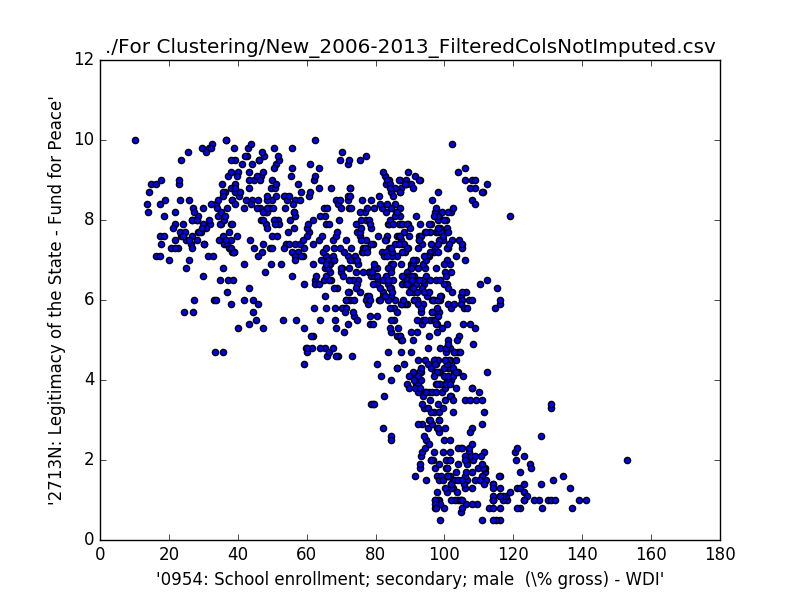 ./For Clustering/New_2006-2013_FilteredColsNotImputed.csv
'2713N: Legitimacy of the State - Fund for Peace'
12
10
8
6
4
2
0
0 20 40 60 80 100 120 140 160 180
'0954: School enrollment; secondary; male  (\% gross) - WDI'